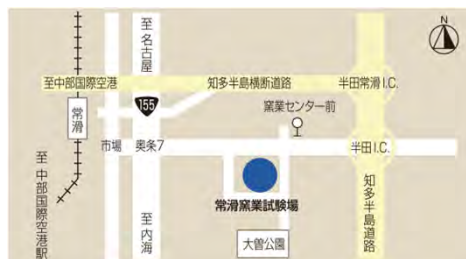 至名古屋
N
至中部国際空港
知多半島横断道路
半田常滑I.C.
155
常滑
窯業センター前
市場
奥条7
半田I.C.
至中部国際空港駅
至内海
常滑窯業試験場
知多半島道路
大曽公園